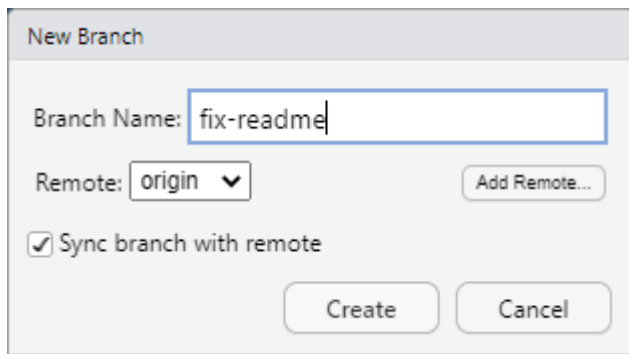 New Branch
Branch Name: fix-readme
Remote: origin Add Remote...
Sync branch with remote
Create Cancel